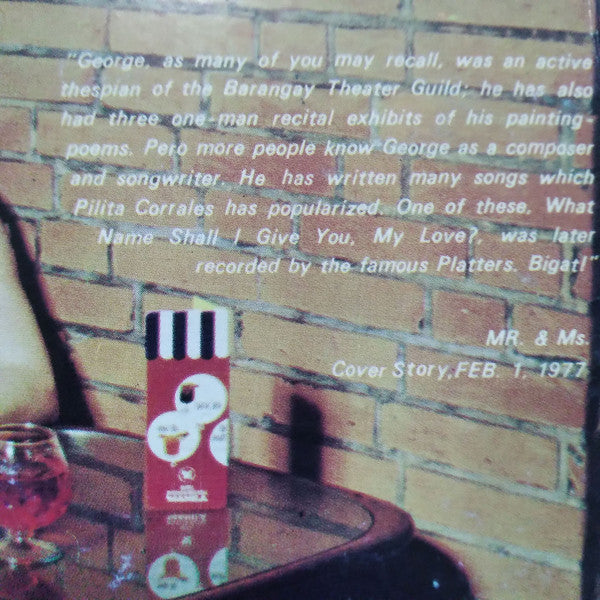 "George, as many of you may recall, was an active
thespian of the Barangay Theater Guild; he has also
had three one-man recital exhibits of his painting-
poems. Pero more people know George as a composer
and songwriter. He has written many songs which
Pilita Corrales has popularized. One of these, What
Name Shall I Give You, My Love?, was later
recorded by the famous Platters. Bigat!"
MR. & Ms.
Cover Story,FEB. 1, 1977